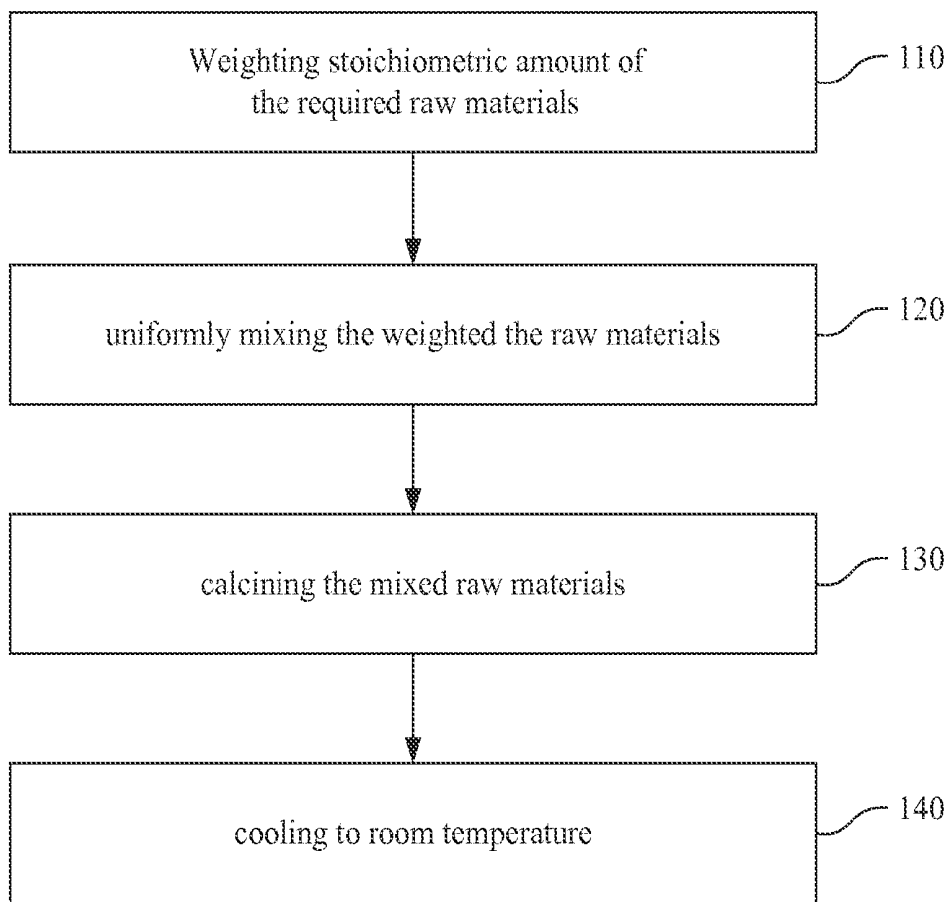 Weighting stoichiometric amount of
the required raw materials
110
uniformly mixing the weighted the raw materials
120
calcining the mixed raw materials
130
cooling to room temperature
140